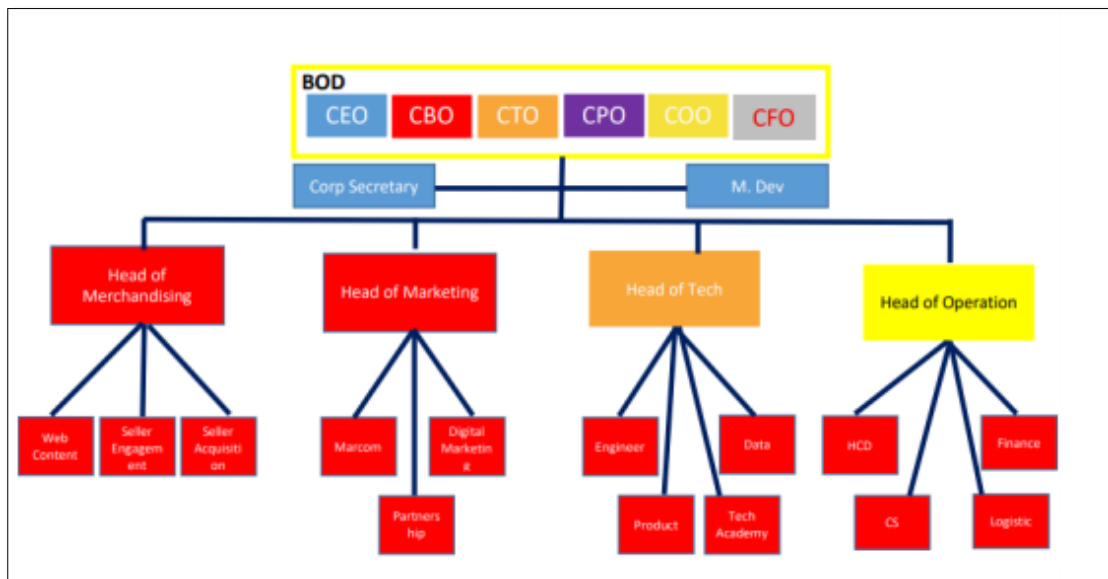 BOD
CEO
CBO
CTO
CPO
COO
CFO
Corp Secretary
M. Dev
Head of
Merchandising
Head of Marketing
Head of Tech
Head of Operation
Web
Content
Seller
Engagem
ent
Seller
Acquisiti
on
Marcom
Digital
Marketin
g
Partners
hip
Engineer
Data
Product
Tech
Academy
HCD
Finance
CS
Logistic